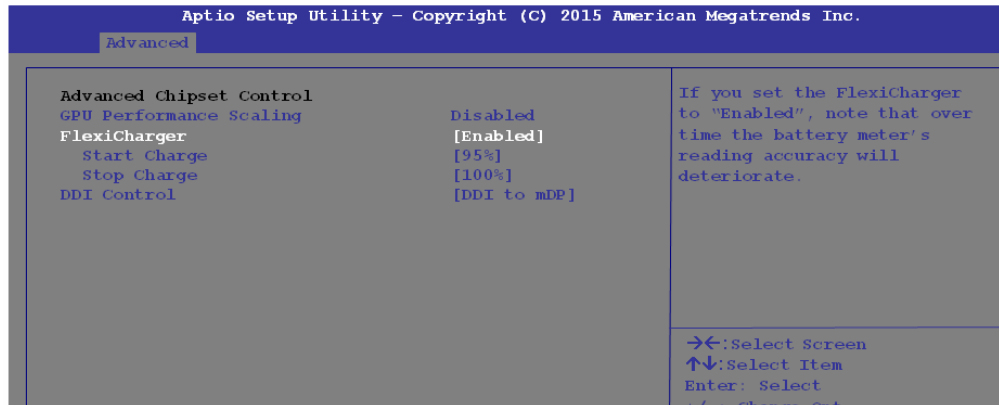 Aptio Setup Utility – Copyright (C) 2015 American Megatrends Inc.
Advanced
Advanced Chipset Control
GPU Performance Scaling Disabled
FlexiCharger [Enabled]
Start Charge [95%]
Stop Charge [100%]
DDI Control [DDI to mDP]
If you set the FlexiCharger
to “Enabled”, note that over
time the battery meter’s
reading accuracy will
deteriorate.
→←:Select Screen
↑↓:Select Item
Enter: Select